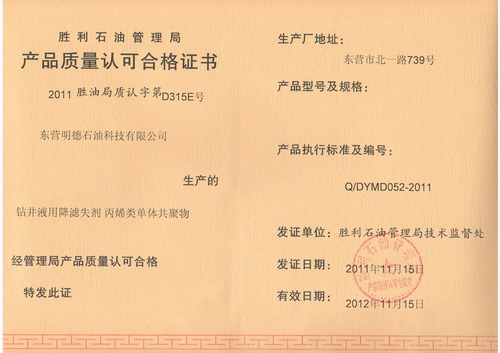 胜利石油管理局
产品质量认可合格证书
2011 胜油局质认字第D315E号
东营明德石油科技有限公司
生产的
钻井液用降滤失剂 丙烯类单体共聚物
经管理局产品质量认可合格
特发此证
生产厂地址：
东营市北一路739号
产品型号及规格：
产品执行标准及编号：
Q/DYMD052-2011
发证单位：胜利石油管理局技术监督处
发证日期： 2011年11月15日
有效日期： 2012年11月15日